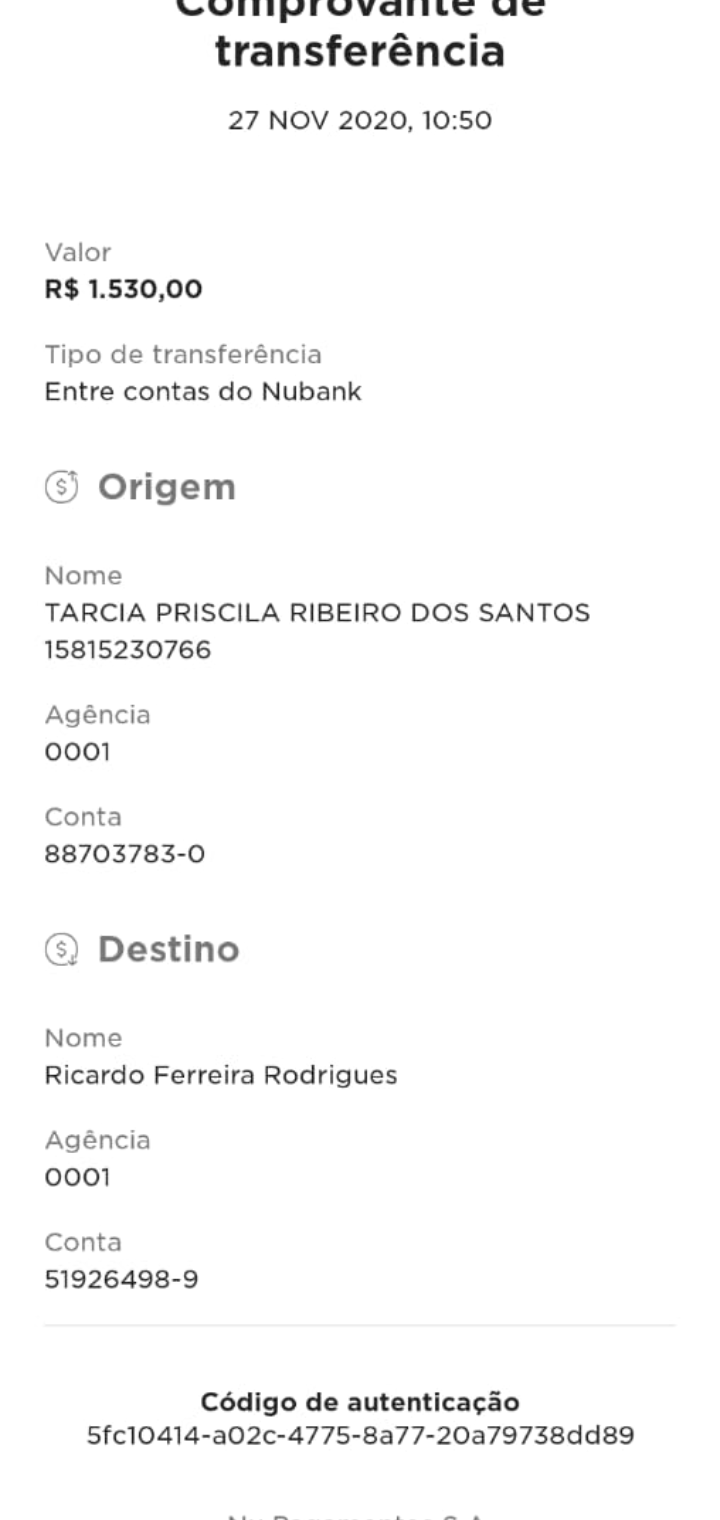 Comprovante de
transferência
27 NOV 2020, 10:50
Valor
R$ 1.530,00
Tipo de transferência
Entre contas do Nubank
Origem
Nome
TARCIA PRISCILA RIBEIRO DOS SANTOS
15815230766
Agência
0001
Conta
88703783-0
Destino
Nome
Ricardo Ferreira Rodrigues
Agência
0001
Conta
51926498-9
Código de autenticação
5fc10414-a02c-4775-8a77-20a79738dd89
Nu Pagamentos S.A.